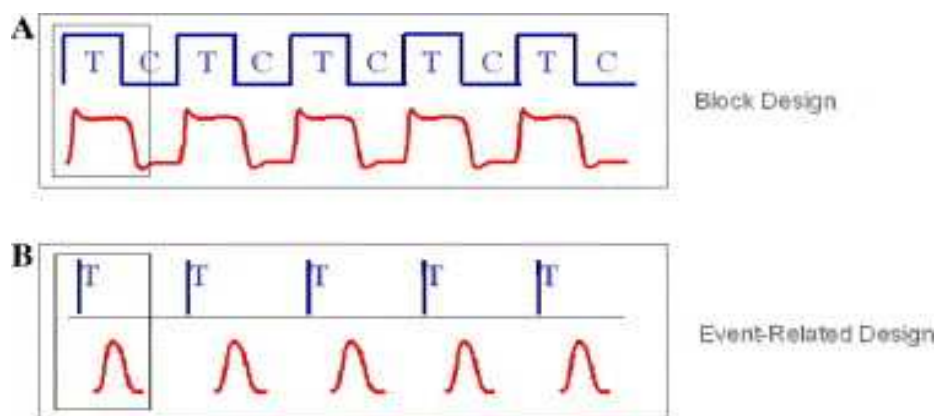 A
T C T C T C T C T C
Block Design
B
T T T T T
Event-Related Design